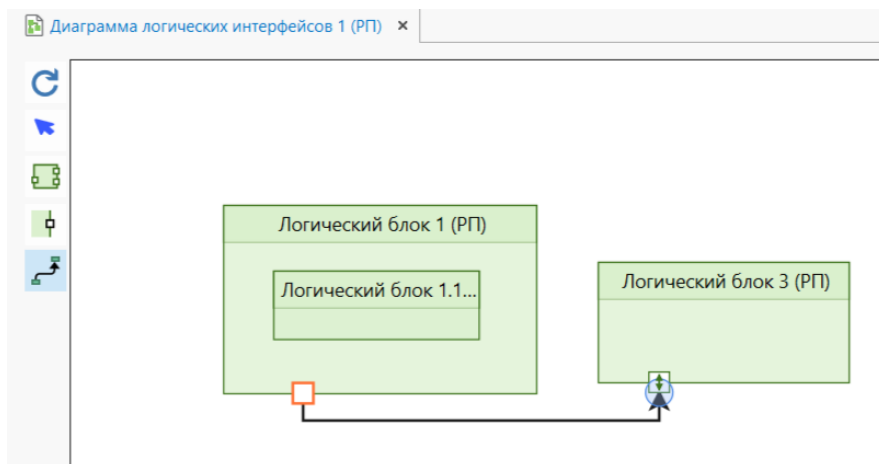 Диаграмма логических интерфейсов 1 (РП)
Логический блок 1 (РП)
Логический блок 1.1...
Логический блок 3 (РП)